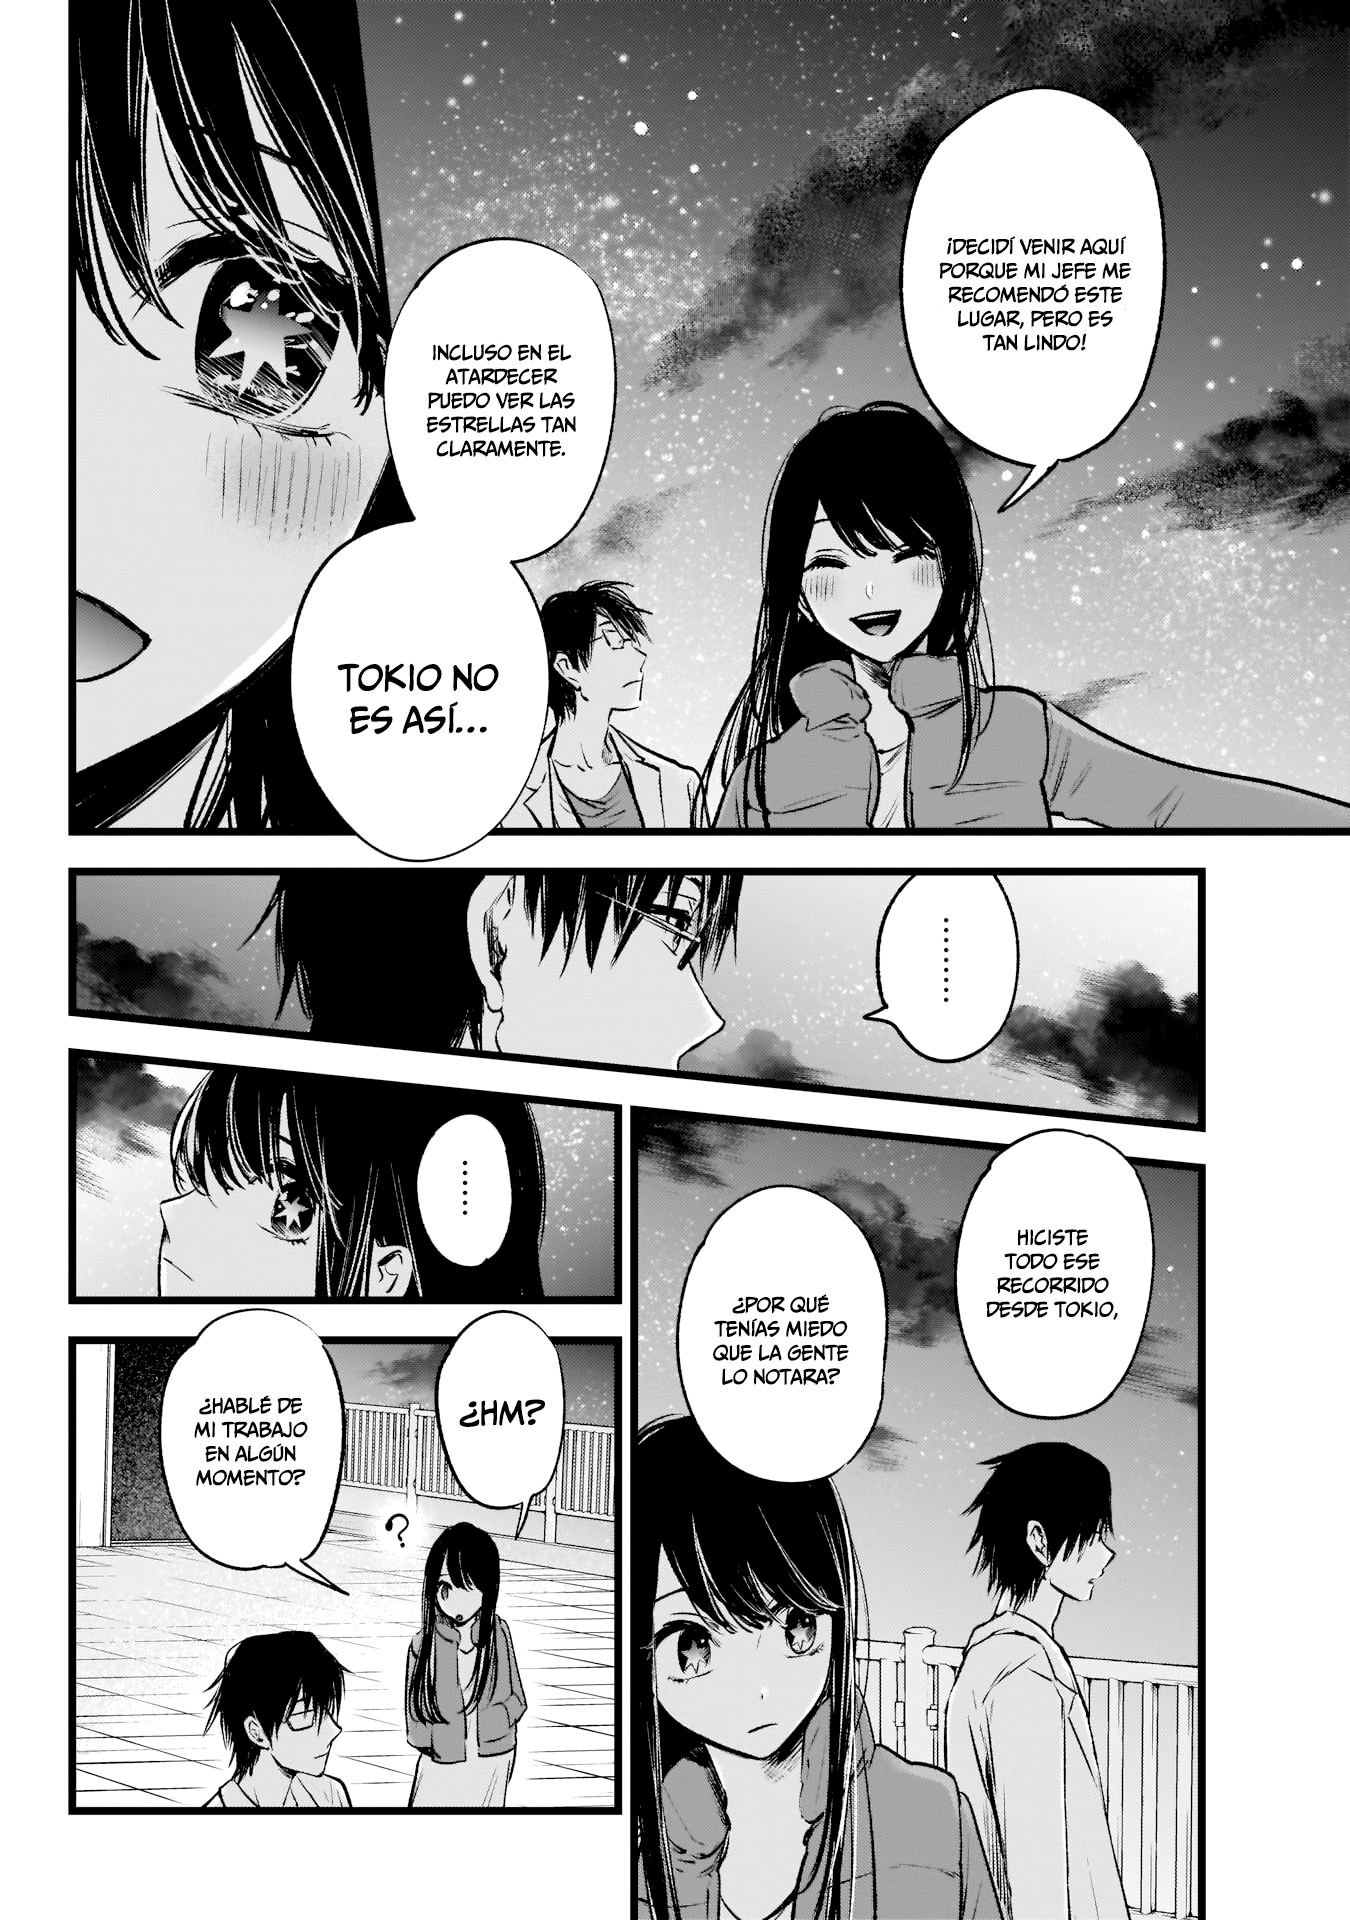 ¡DECIDÍ VENIR AQUÍ
PORQUE MI JEFE ME
RECOMENDÓ ESTE
LUGAR, PERO ES
TAN LINDO!
INCLUSO EN EL
ATARDECER
PUEDO VER LAS
ESTRELLAS TAN
CLARAMENTE.
TOKIO NO
ES ASÍ...
.........
......
HICISTE
TODO ESE
RECORRIDO
DESDE TOKIO,
¿POR QUÉ
TENÍAS MIEDO
QUE LA GENTE
LO NOTARA?
¿HM?
?
¿HABLÉ DE
MI TRABAJO
EN ALGÚN
MOMENTO?